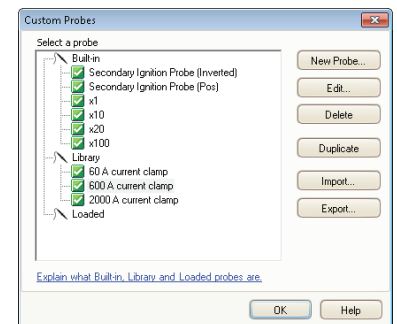 Custom Probes
Select a probe
Built-in
Secondary Ignition Probe (Inverted)
Secondary Ignition Probe (Pos)
x1
x10
x20
x100
Library
60 A current clamp
600 A current clamp
2000 A current clamp
Loaded
New Probe...
Edit...
Delete
Duplicate
Import...
Export...
Explain what Built-in, Library and Loaded probes are.
OK
Help